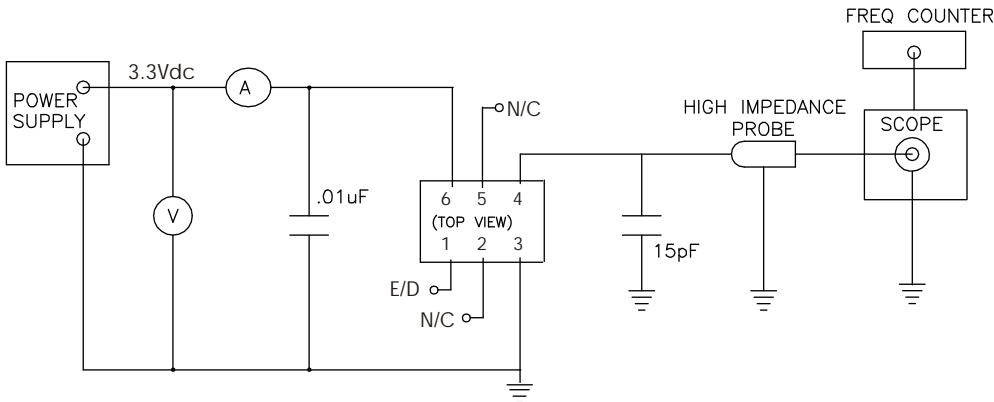 FREQ COUNTER
3.3Vdc
A
POWER
SUPPLY
N/C
HIGH IMPEDANCE
PROBE
SCOPE
V
.01uF
6 5 4
(TOP VIEW)
1 2 3
15pF
E/D
N/C